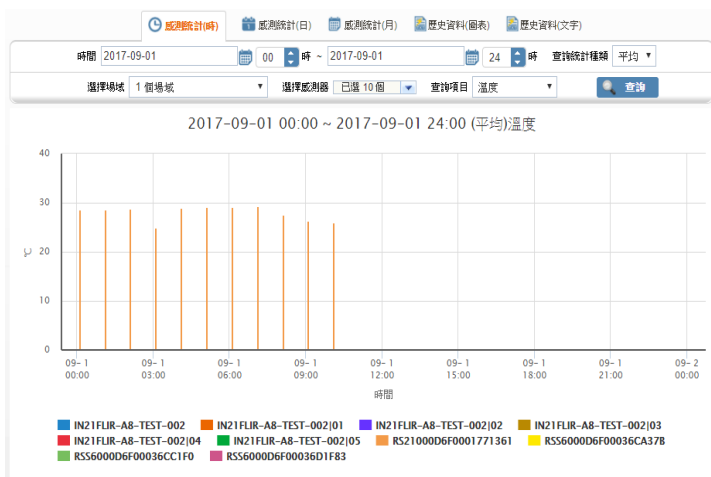 感測統計(時) 感測統計(日) 感測統計(月) 歷史資料(圖表) 歷史資料(文字)
時間 2017-09-01 00 時 ~ 2017-09-01 24 時 查詢統計種類 平均
選擇場域 1 個場域 選擇感測器 已選 10 個 查詢項目 溫度 查詢
2017-09-01 00:00 ~ 2017-09-01 24:00 (平均)溫度
40
30
℃
20
10
0
09- 1 09- 1 09- 1 09- 1 09- 1 09- 1 09- 1 09- 1 09- 2
00:00 03:00 06:00 09:00 12:00 15:00 18:00 21:00 00:00
時間
IN21FLIR-A8-TEST-002 IN21FLIR-A8-TEST-002|01 IN21FLIR-A8-TEST-002|02 IN21FLIR-A8-TEST-002|03
IN21FLIR-A8-TEST-002|04 IN21FLIR-A8-TEST-002|05 RS21000D6F0001771361 RSS6000D6F00036CA37B
RSS6000D6F00036CC1F0 RSS6000D6F00036D1F83